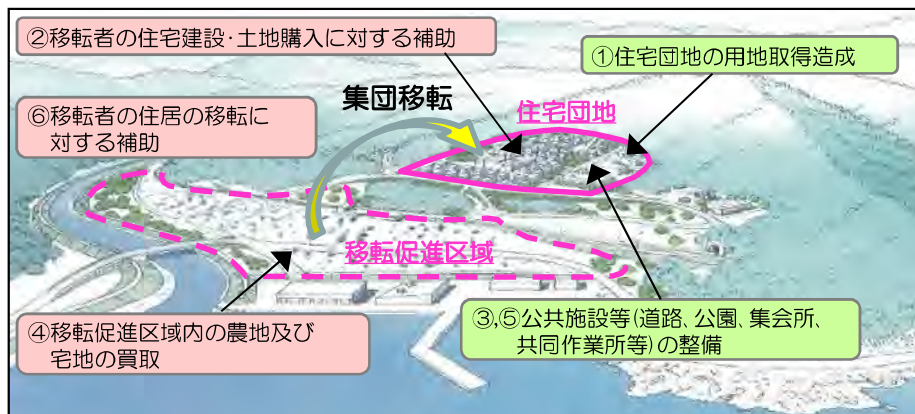 ②移転者の住宅建設・土地購入に対する補助
①住宅団地の用地取得造成
集団移転
住宅団地
⑥移転者の住居の移転に
対する補助
移転促進区域
④移転促進区域内の農地及び
宅地の買取
③,⑤公共施設等(道路、公園、集会所、
共同作業所等)の整備